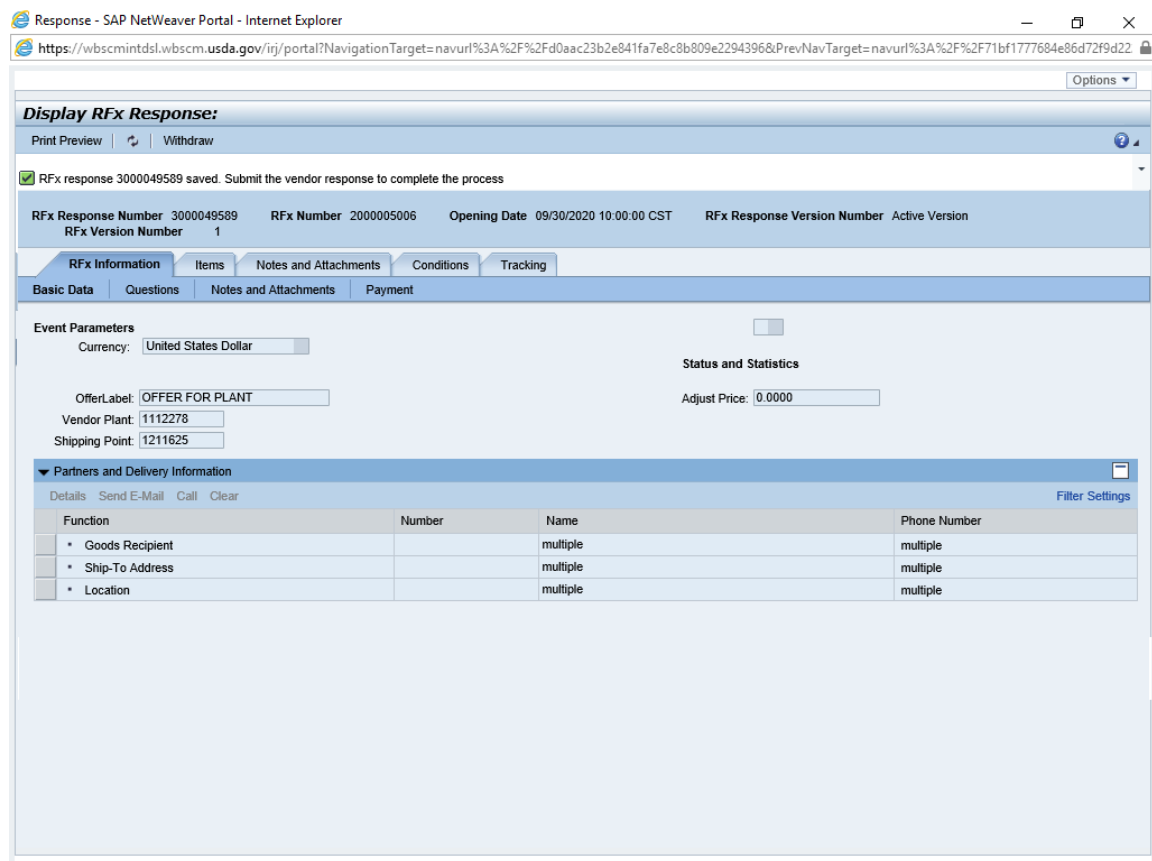 Response - SAP NetWeaver Portal - Internet Explorer
https://wbscmintdsl.wbscm.usda.gov/irj/portal?NavigationTarget=navurl%3A%2F%2Fd0aac23b2e841fa7e8c8b809e2294396&PrevNavTarget=navurl%3A%2F%2F71bf1777684e86d72f9d22
Options
Display RFx Response:
Print Preview Withdraw
RFx response 3000049589 saved. Submit the vendor response to complete the process
RFx Response Number 3000049589 RFx Number 2000005006 Opening Date 09/30/2020 10:00:00 CST RFx Response Version Number Active Version
RFx Version Number 1
RFx Information Items Notes and Attachments Conditions Tracking
Basic Data Questions Notes and Attachments Payment
Event Parameters
Currency: United States Dollar
Status and Statistics
OfferLabel: OFFER FOR PLANT Adjust Price: 0.0000
Vendor Plant: 1112278
Shipping Point: 1211625
Partners and Delivery Information
Details Send E-Mail Call Clear Filter Settings
Function Number Name Phone Number
Goods Recipient multiple multiple
Ship-To Address multiple multiple
Location multiple multiple